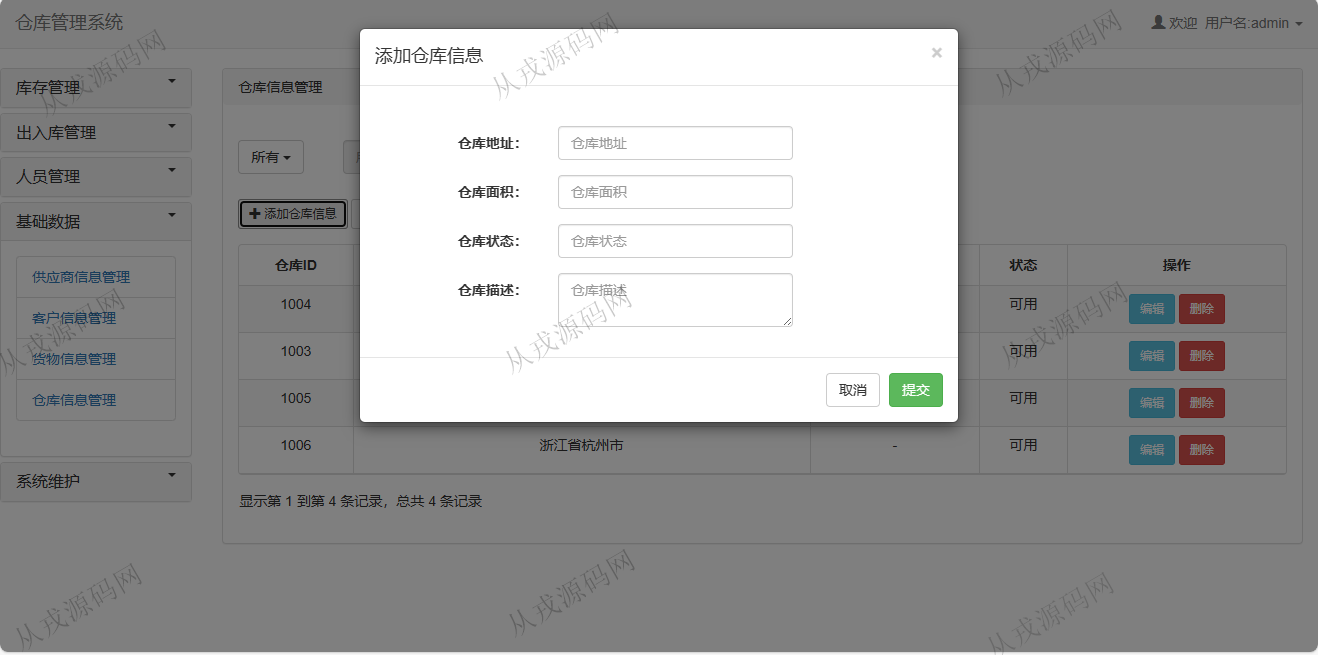 仓库管理系统
欢迎 用户名:admin
添加仓库信息
×
库存管理
出入库管理
人员管理
基础数据
供应商信息管理
客户信息管理
货物信息管理
仓库信息管理
系统维护
仓库信息管理
所有
添加仓库信息
仓库地址： 仓库地址
仓库面积： 仓库面积
仓库状态： 仓库状态
仓库描述： 仓库描述
取消 提交
仓库ID 状态 操作
1004 可用 编辑 删除
1003 可用 编辑 删除
1005 可用 编辑 删除
1006 浙江省杭州市 - 可用 编辑 删除
显示第 1 到第 4 条记录，总共 4 条记录
从戎源码网
从戎源码网
从戎源码网
从戎源码网
从戎源码网
从戎源码网
从戎源码网
从戎源码网
从戎源码网